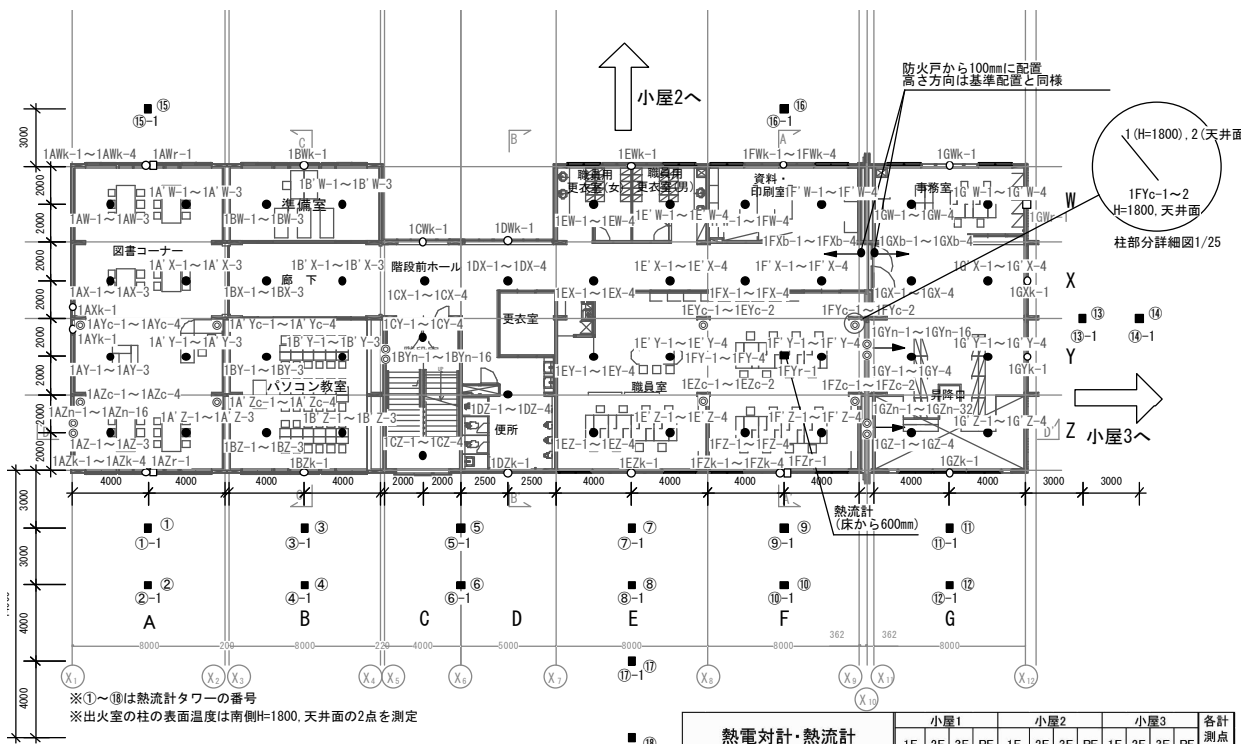 小屋2へ
防火戸から100mmに配置
高さ方向は基準配置と同様
⑮
⑮-1
⑯
⑯-1
1(H=1800), 2(天井面
1FYc-1～2
H=1800, 天井面
柱部分詳細図1/25
3000
1AWk-1～1AWk-4
1AWr-1
1BWk-1
1EWk-1
1FWk-1～1FWk-4
1GWk-1
2000
1A'W-1～1A'W-3
1B'W-1～1B'W-3
職員用
更衣室(女)
職員用
更衣室(男)
資料・
印刷室
1F'W-1～1F'W-4
事務室
1G'W-1～1G'W-4
W
準備室
1AW-1～1AW-3
1BW-1～1BW-3
1CWk-1
1DWk-1
1EW-1～1EW-4
1E'W-1～1E'W-4
1FW-1～1FW-4
1GW-1～1GW-4
1GWr-1
2000
図書コーナー
1FXb-1～1FXb-4
1GXb-1～1GXb-4
1A'X-1～1A'X-3
1B'X-1～1B'X-3
廊 下
階段前ホール
1DX-1～1DX-4
1E'X-1～1E'X-4
1F'X-1～1F'X-4
1G'X-1～1G'X-4
X
2000
1AX-1～1AX-3
1BX-1～1BX-3
1CX-1～1CX-4
1EX-1～1EX-4
1FX-1～1FX-4
1GX-1～1GX-4
1GXk-1
1AXk-1
1EYc-1～1EYc-2
1FYc-1～1FYc-2
1AYc-1～1AYc-4
1A'Yc-1～1A'Yc-4
1CY-1～1CY-4
更衣室
1GYn-1～1GYn-16
⑬
⑬-1
⑭
⑭-1
2000
1AYk-1
1A'Y-1～1A'Y-3
1B'Y-1～1B'Y-3
1BYn-1～1BYn-16
1E'Y-1～1E'Y-4
1F'Y-1～1F'Y-4
1FY-1～1FY-4
1G'Y-1～1G'Y-4
Y
1AY-1～1AY-3
1BY-1～1BY-3
1EY-1～1EY-4
1FYr-1
1GY-1～1GY-4
1GYk-1
2000
パソコン教室
職員室
昇降口
1AZc-1～1AZc-4
1A'Zc-1～1A'Zc-4
1EZc-1～1EZc-2
1FZc-1～1FZc-2
2000
1AZn-1～1AZn-16
1A'Z-1～1A'Z-3
1B'Z-1～1B'Z-3
1DZ-1～1DZ-4
1E'Z-1～1E'Z-4
1F'Z-1～1F'Z-4
1GZn-1～1GZn-32
1G'Z-1～1G'Z-4
Z
小屋3へ
便所
1AZ-1～1AZ-3
1BZ-1～1BZ-3
1CZ-1～1CZ-4
1EZ-1～1EZ-4
1FZ-1～1FZ-4
1GZ-1～1GZ-4
2000
1AZk-1～1AZk-4
1AZr-1
1BZk-1
1DZk-1
1EZk-1
1FZk-1～1FZk-4
1FZr-1
1GZk-1
4000 4000 4000 4000 2000 2000 2500 2500 4000 4000 4000 4000 4000 4000 3000 3000
3000
熱流計
(床から600mm)
①
①-1
③
③-1
⑤
⑤-1
⑦
⑦-1
⑨
⑨-1
⑪
⑪-1
3000
②
②-1
④
④-1
⑥
⑥-1
⑧
⑧-1
⑩
⑩-1
⑫
⑫-1
A B C D E F G
4000
8000 200 8000 220 4000 5000 8000 8000 362 362 8000
⑰
⑰-1
X1 X2 X3 X4 X5 X6 X7 X8 X9 X10 X11 X12
4000
※①～⑱は熱流計タワーの番号
※出火室の柱の表面温度は南側H=1800, 天井面の2点を測定
⑱
熱電対計・熱流計
小屋1 小屋2 小屋3 各計
測点